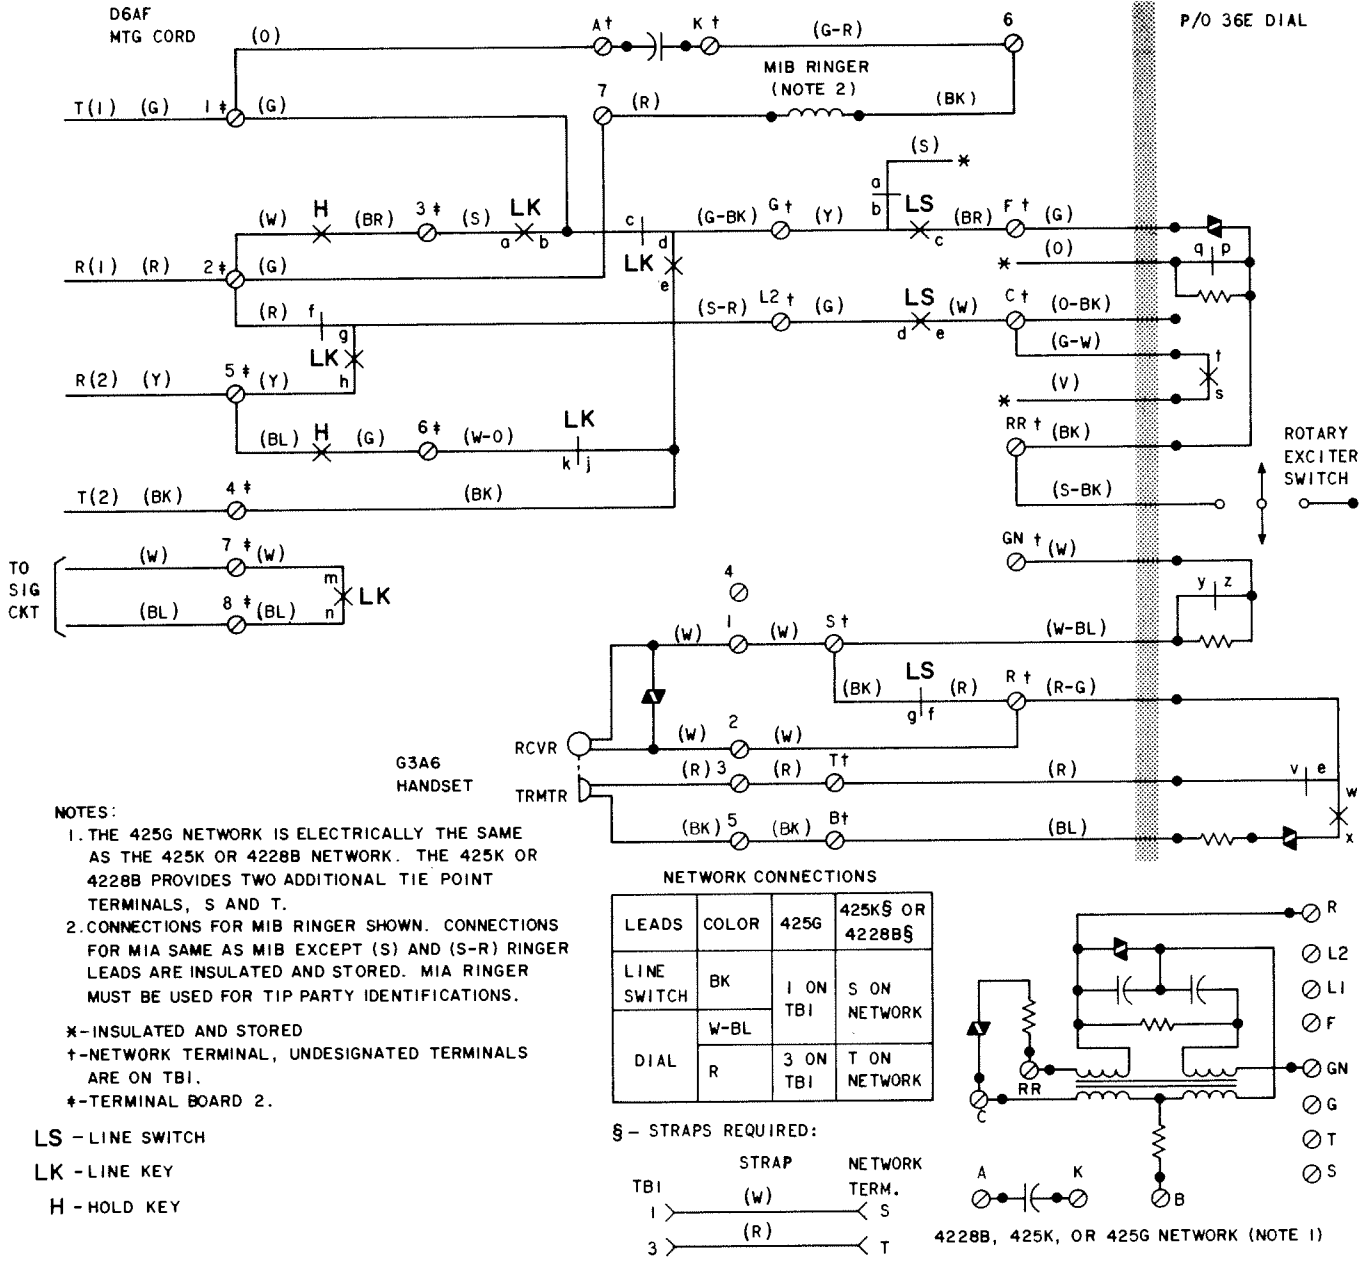 D6AF
MTG CORD
P/O 36E DIAL
(O)
A†
K†
(G-R)
6
MIB RINGER
(NOTE 2)
T(1) (G) 1‡ (G)
7 (R) (BK)
(S) *
a
b
(W) H (BR) 3‡ (S) LK
a b
c d
(G-BK) G† (Y) LS (BR) F† (G)
c
LK
e
R(1) (R) 2‡ (G)
* (O)
q p
(R) f
g
LK
h
(S-R) L2† (G) LS (W) C† (O-BK)
d e
(G-W)
t
s
* (V)
R(2) (Y) 5‡ (Y)
(BL) H (G) 6‡ (W-O) LK
k j
RR† (BK)
(S-BK)
ROTARY
EXCITER
SWITCH
T(2) (BK) 4‡ (BK)
TO
SIG
CKT
(W) 7‡ (W)
m
LK
n
(BL) 8‡ (BL)
GN† (W)
y z
4
1
(W) (W) S† (W-BL)
(BK) LS (R) R† (R-G)
g f
RCVR
(W) 2 (W)
G3A6
HANDSET
TRMTR
(R) 3 (R) T† (R)
v e
w
x
(BK) 5 (BK) B† (BL)
NOTES:
1. THE 425G NETWORK IS ELECTRICALLY THE SAME
AS THE 425K OR 4228B NETWORK. THE 425K OR
4228B PROVIDES TWO ADDITIONAL TIE POINT
TERMINALS, S AND T.
2. CONNECTIONS FOR MIB RINGER SHOWN. CONNECTIONS
FOR MIA SAME AS MIB EXCEPT (S) AND (S-R) RINGER
LEADS ARE INSULATED AND STORED. MIA RINGER
MUST BE USED FOR TIP PARTY IDENTIFICATIONS.
*-INSULATED AND STORED
†-NETWORK TERMINAL, UNDESIGNATED TERMINALS
ARE ON TB1.
‡-TERMINAL BOARD 2.
LS - LINE SWITCH
LK - LINE KEY
H - HOLD KEY
NETWORK CONNECTIONS
LEADS COLOR 425G 425K§ OR
4228B§
LINE
SWITCH BK 1 ON
TB1 S ON
NETWORK
W-BL
DIAL R 3 ON
TB1 T ON
NETWORK
§ - STRAPS REQUIRED:
STRAP NETWORK
TERM.
TB1
1 (W) S
3 (R) T
R
L2
L1
F
GN
G
T
S
RR
C
A K
B
4228B, 425K, OR 425G NETWORK (NOTE 1)